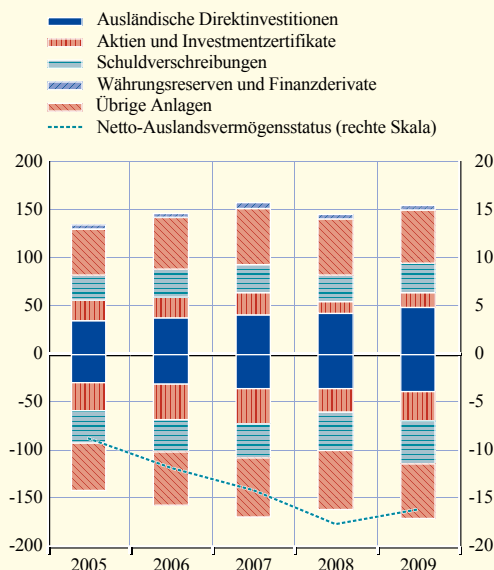 Ausländische Direktinvestitionen
Aktien und Investmentzertifikate
Schuldverschreibungen
Währungsreserven und Finanzderivate
Übrige Anlagen
Netto-Auslandsvermögensstatus (rechte Skala)
200 20
150 15
100 10
50 5
0 0
-50 -5
-100 -10
-150 -15
-200 -20
2005 2006 2007 2008 2009